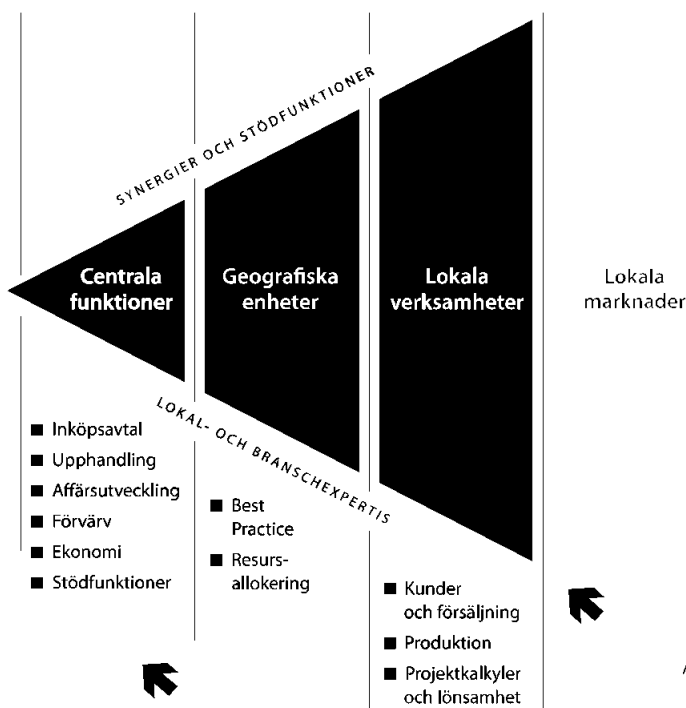 SYNERGIER OCH STÖDFUNKTIONER
Centrala
funktioner
Geografiska
enheter
Lokala
verksamheter
Lokala
marknader
LOKAL- OCH BRANSCHEXPERTIS
Inköpsavtal
Upphandling
Affärsutveckling
Förvärv
Ekonomi
Stödfunktioner
Best
Practice
Resurs-
allokering
Kunder
och försäljning
Produktion
Projektkalkyler
och lönsamhet